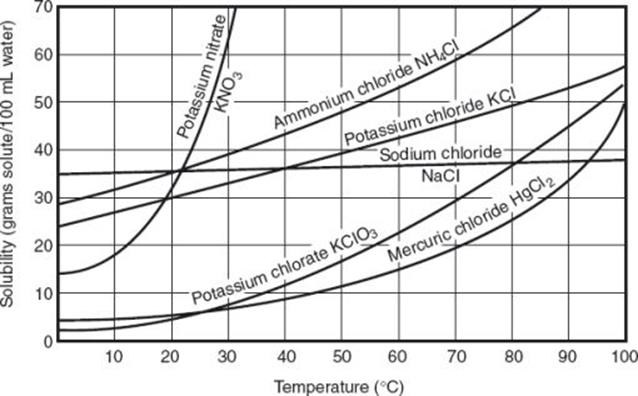 Solubility (grams solute/100 mL water)
70
60
50
40
30
20
10
0
Potassium nitrate
KNO3
Ammonium chloride NH4Cl
Potassium chloride KCl
Sodium chloride
NaCl
Potassium chlorate KClO3
Mercuric chloride HgCl2
10 20 30 40 50 60 70 80 90 100
Temperature (°C)